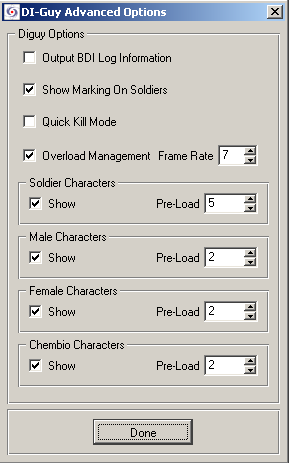 DI-Guy Advanced Options
Diguy Options
Output BDI Log Information
Show Marking On Soldiers
Quick Kill Mode
Overload Management Frame Rate 7
Soldier Characters
Show Pre-Load 5
Male Characters
Show Pre-Load 2
Female Characters
Show Pre-Load 2
Chembio Characters
Show Pre-Load 2
Done